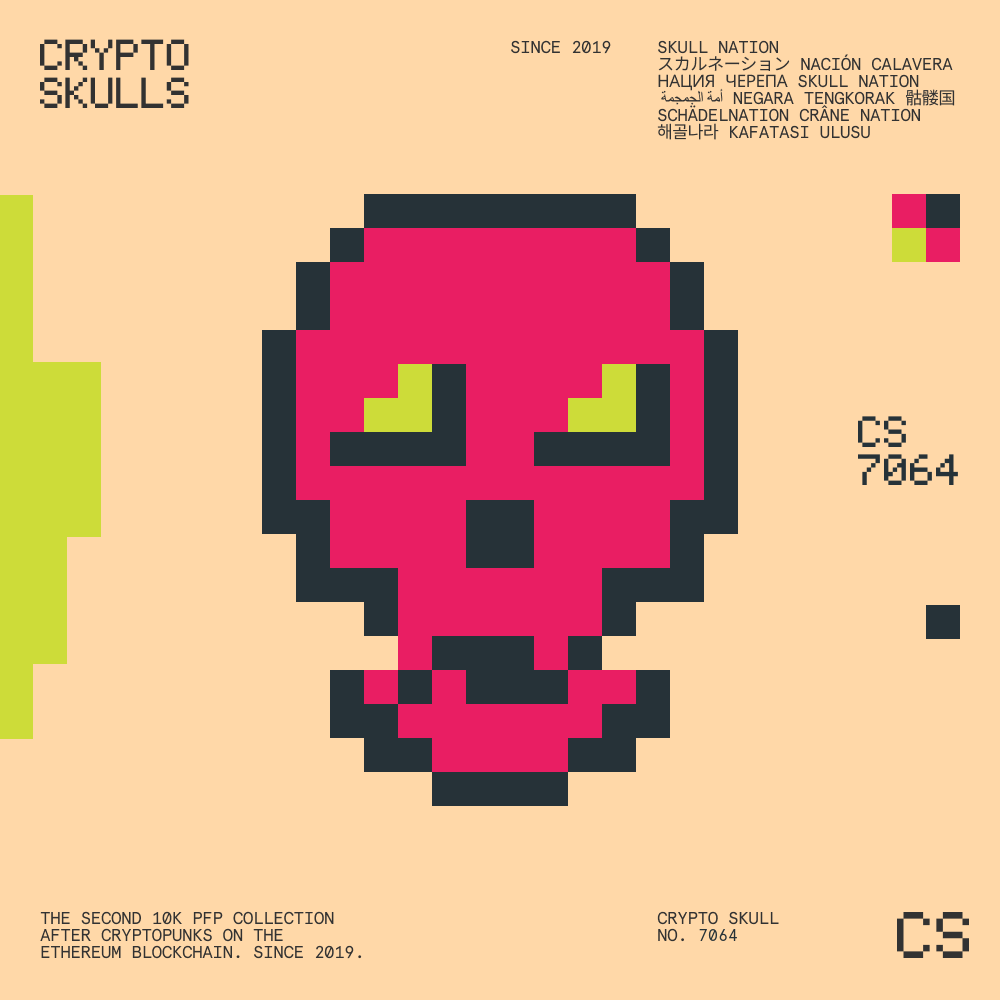 CRYPTO
SKULLS
SINCE 2019
SKULL NATION
スカルネーション NACIÓN CALAVERA
НАЦИЯ ЧЕРЕПА SKULL NATION
أمة الجمجمة NEGARA TENGKORAK 骷髅国
SCHÄDELNATION CRÂNE NATION
해골나라 KAFATASI ULUSU
CS
7064
THE SECOND 10K PFP COLLECTION
AFTER CRYPTOPUNKS ON THE
ETHEREUM BLOCKCHAIN. SINCE 2019.
CRYPTO SKULL
NO. 7064
CS